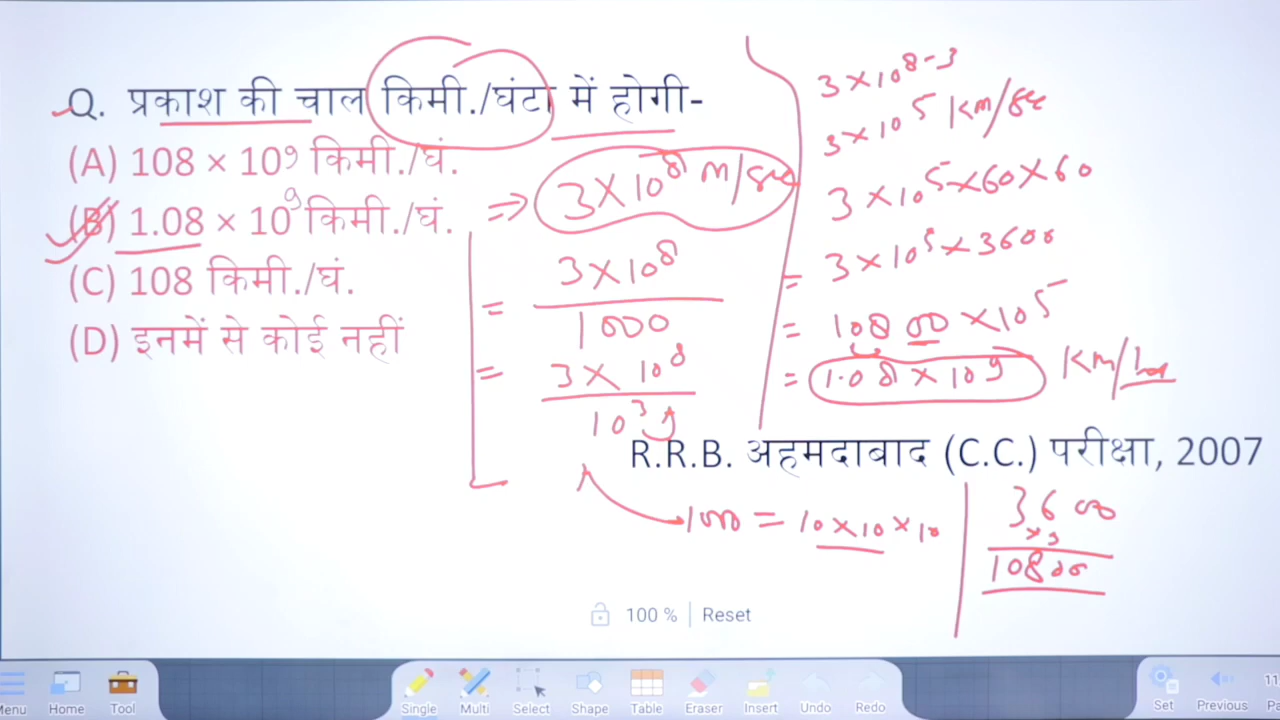 Q. प्रकाश की चाल किमी./घंटा में होगी-
(A) 108 × 10⁹ किमी./घं.
(B) 1.08 × 10⁹ किमी./घं.
(C) 108 किमी./घं.
(D) इनमें से कोई नहीं
⇒ 3×10⁸ m/sec
= 3×10⁸
1000
= 3 × 10⁸
10³
3×10⁸⁻³
3×10⁵ Km/sec
3 × 10⁵×60×60
= 3 × 10⁵ × 3600
= 10800 ×10⁵
= 1.08 × 10⁹ Km/
R.R.B. अहमदाबाद (C.C.) परीक्षा, 2007
= 10×10×10
3600
×3
10800
100 % | Reset
Menu Home Tool Single Multi Select Shape Table Eraser Insert Undo Redo Set Previous